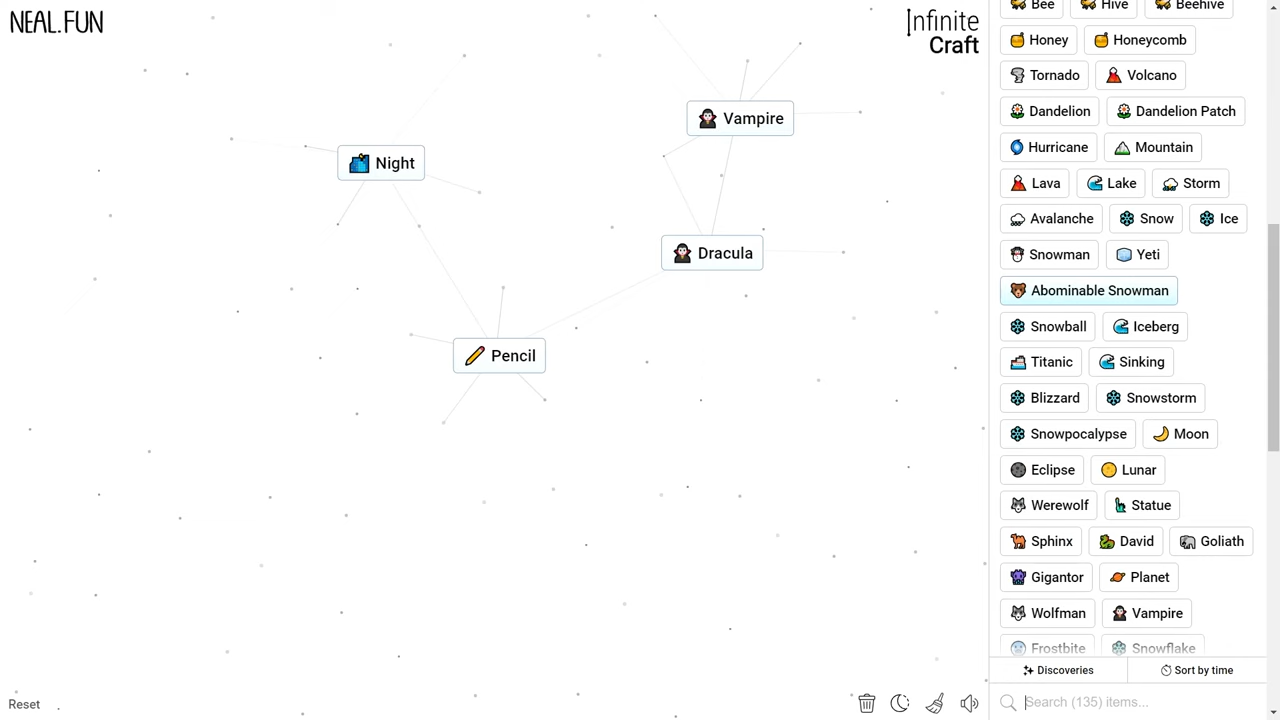 NEAL.FUN
Infinite
Craft
Night
Vampire
Dracula
Pencil
Reset
Bee Hive Beehive
Honey Honeycomb
Tornado Volcano
Dandelion Dandelion Patch
Hurricane Mountain
Lava Lake Storm
Avalanche Snow Ice
Snowman Yeti
Abominable Snowman
Snowball Iceberg
Titanic Sinking
Blizzard Snowstorm
Snowpocalypse Moon
Eclipse Lunar
Werewolf Statue
Sphinx David Goliath
Gigantor Planet
Wolfman Vampire
Frostbite Snowflake
Discoveries Sort by time
Search (135) items...